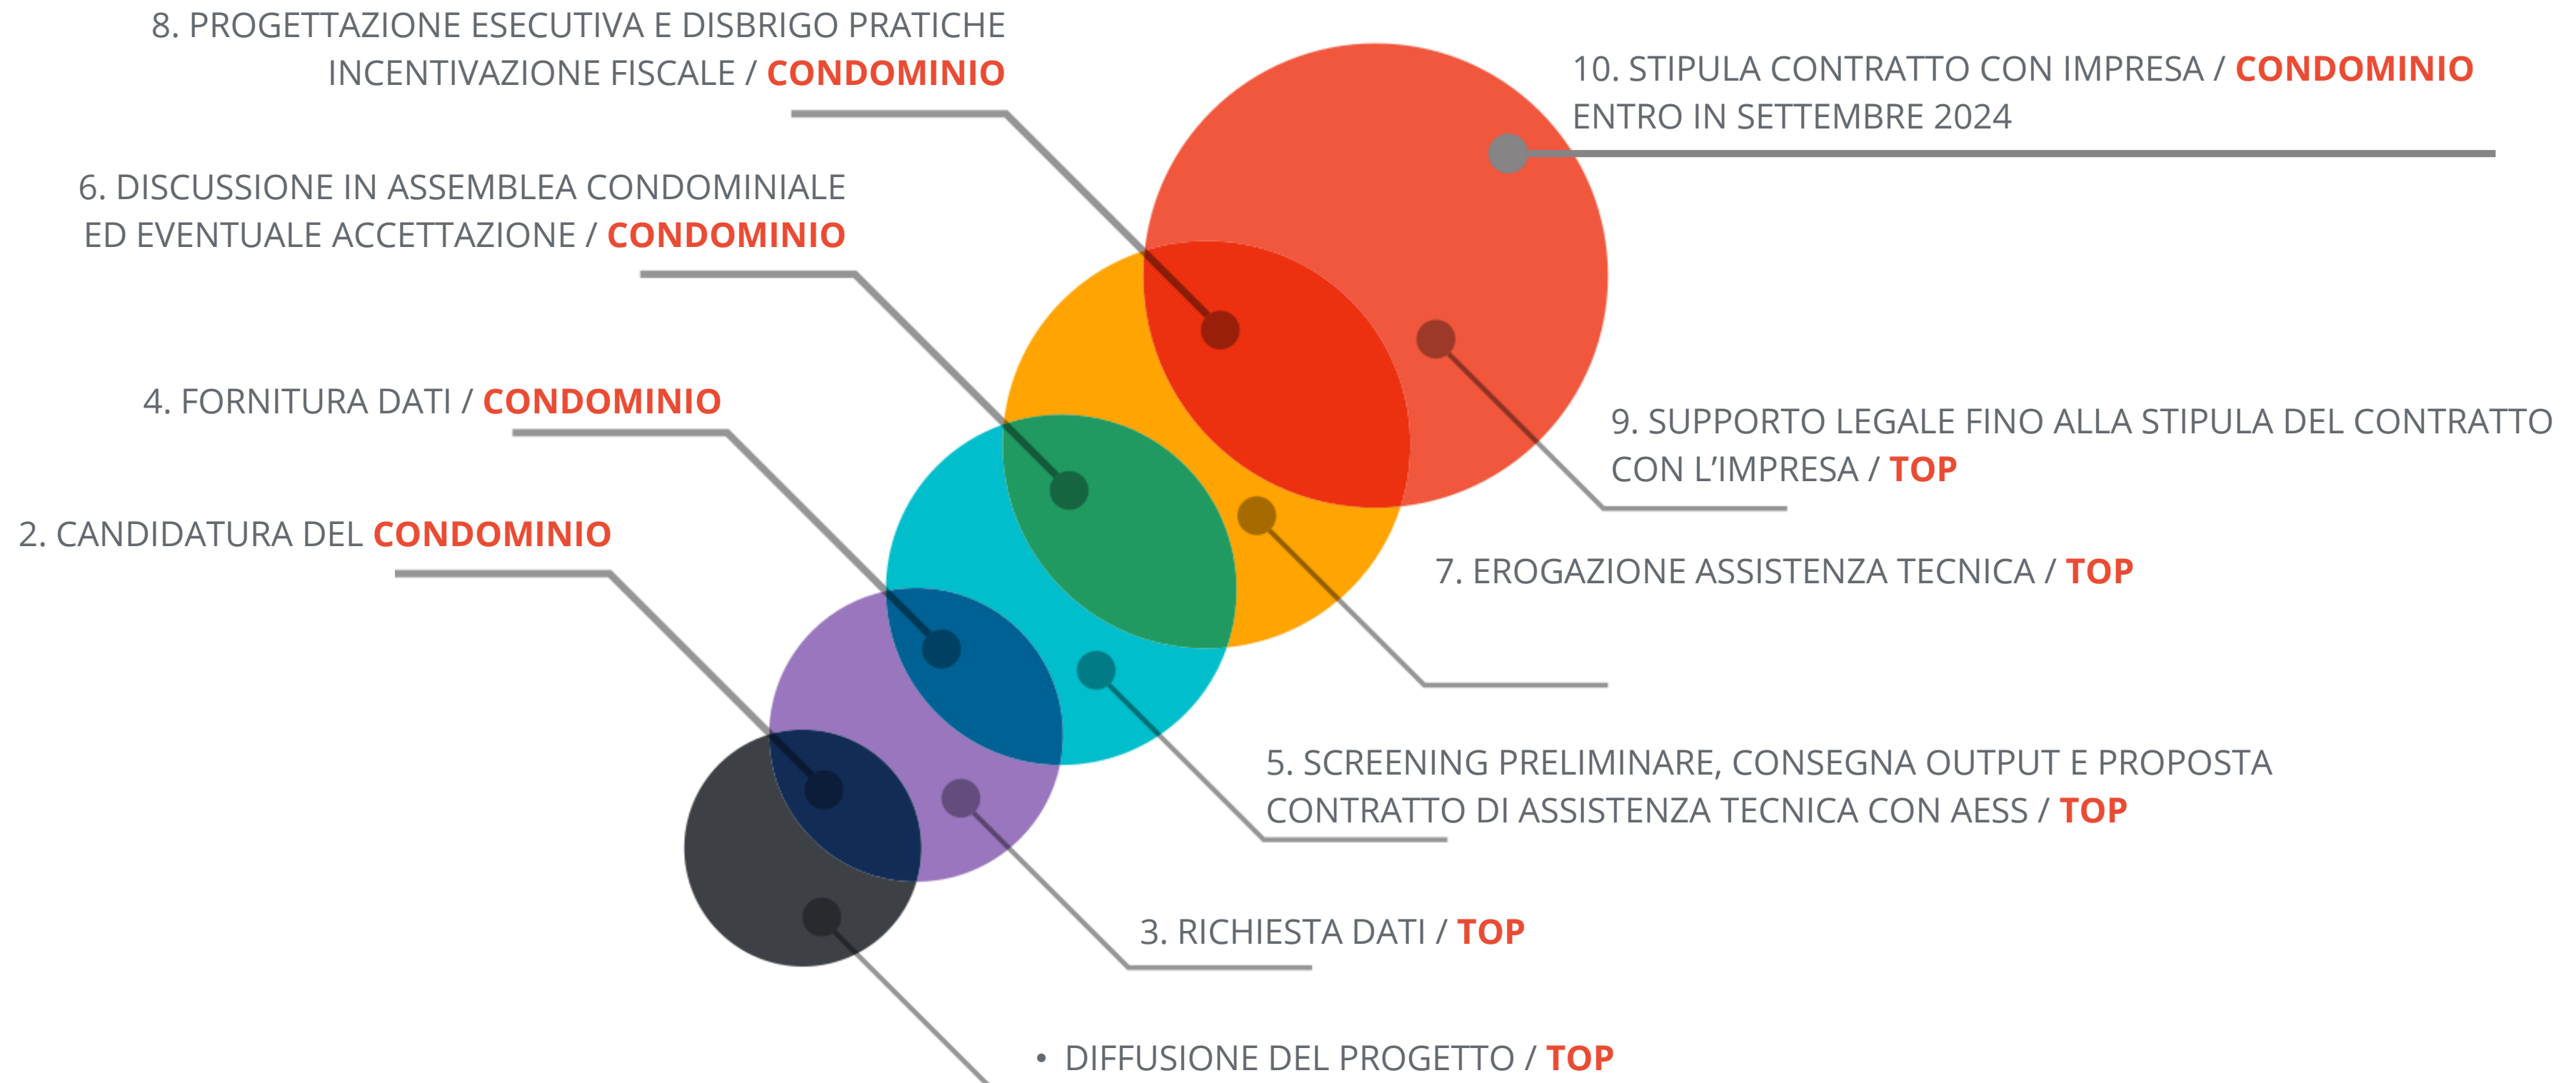 8. PROGETTAZIONE ESECUTIVA E DISBRIGO PRATICHE
INCENTIVAZIONE FISCALE / CONDOMINIO
10. STIPULA CONTRATTO CON IMPRESA / CONDOMINIO
ENTRO IN SETTEMBRE 2024
6. DISCUSSIONE IN ASSEMBLEA CONDOMINIALE
ED EVENTUALE ACCETTAZIONE / CONDOMINIO
4. FORNITURA DATI / CONDOMINIO
9. SUPPORTO LEGALE FINO ALLA STIPULA DEL CONTRATTO
CON L’IMPRESA / TOP
2. CANDIDATURA DEL CONDOMINIO
7. EROGAZIONE ASSISTENZA TECNICA / TOP
5. SCREENING PRELIMINARE, CONSEGNA OUTPUT E PROPOSTA
CONTRATTO DI ASSISTENZA TECNICA CON AESS / TOP
3. RICHIESTA DATI / TOP
• DIFFUSIONE DEL PROGETTO / TOP